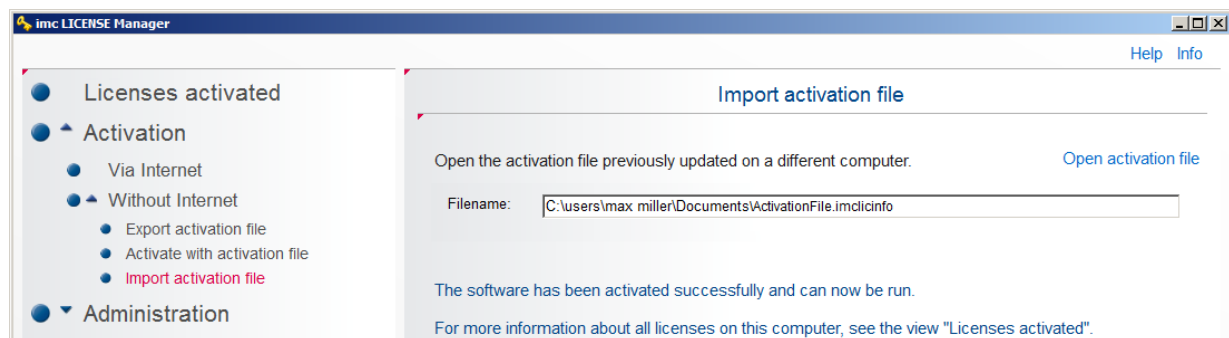 imc LICENSE Manager
Help Info
Licenses activated
Activation
Via Internet
Without Internet
Export activation file
Activate with activation file
Import activation file
Administration
Import activation file
Open the activation file previously updated on a different computer.
Open activation file
Filename:
C:\users\max miller\Documents\ActivationFile.imclicinfo
The software has been activated successfully and can now be run.
For more information about all licenses on this computer, see the view "Licenses activated".